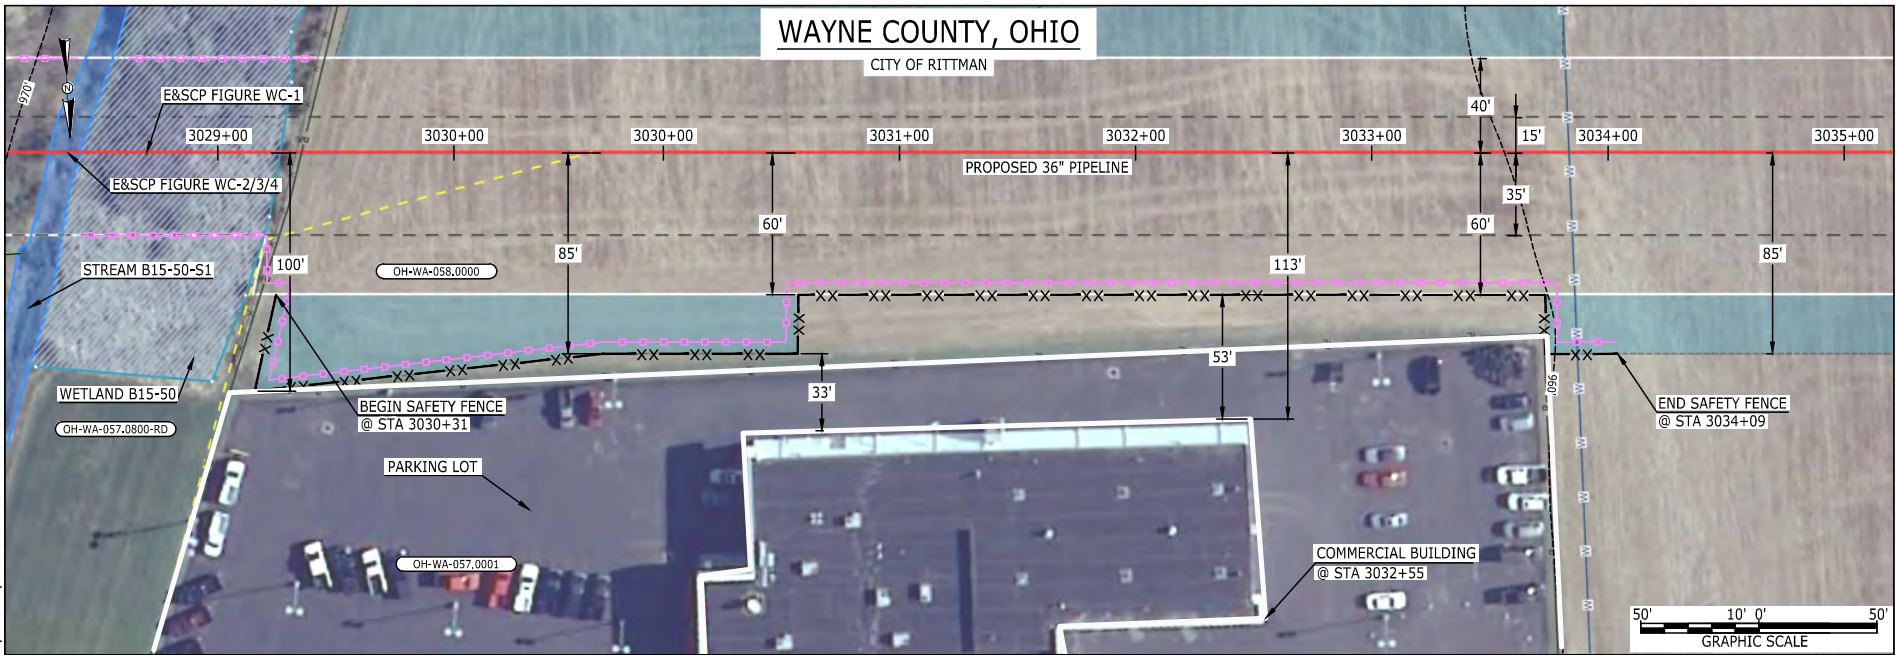 WAYNE COUNTY, OHIO
CITY OF RITTMAN
970'
N
E&SCP FIGURE WC-1
40'
3029+00
3030+00
3030+00
3031+00
3032+00
3033+00
15'
3034+00
3035+00
PROPOSED 36" PIPELINE
E&SCP FIGURE WC-2/3/4
35'
60'
60'
85'
85'
100'
113'
STREAM B15-50-S1
OH-WA-058.0000
53'
33'
WETLAND B15-50
BEGIN SAFETY FENCE
@ STA 3030+31
960'
END SAFETY FENCE
@ STA 3034+09
OH-WA-057.0800-RD
PARKING LOT
OH-WA-057.0001
COMMERCIAL BUILDING
@ STA 3032+55
50' 10' 0' 50'
GRAPHIC SCALE
W
W
W
W
W
W
W
W
W
W
W
W